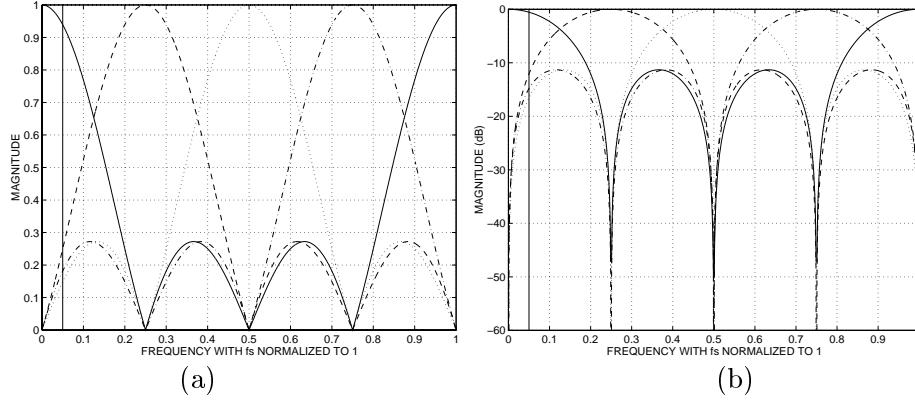 1
0.9
0.8
0.7
0.6
0.5
0.4
0.3
0.2
0.1
0
MAGNITUDE
0 0.1 0.2 0.3 0.4 0.5 0.6 0.7 0.8 0.9 1
FREQUENCY WITH fs NORMALIZED TO 1
(a)
0
−10
−20
−30
−40
−50
−60
MAGNITUDE (dB)
0 0.1 0.2 0.3 0.4 0.5 0.6 0.7 0.8 0.9
FREQUENCY WITH fs NORMALIZED TO 1
(b)